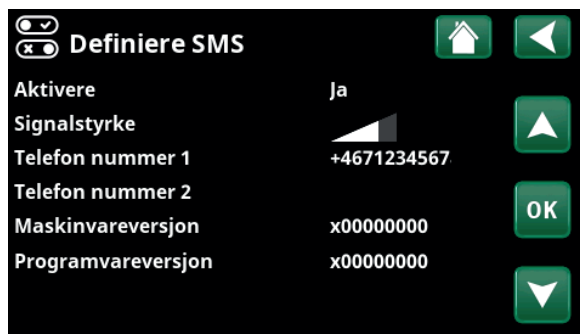 Definiere SMS
Aktivere Ja
Signalstyrke
Telefon nummer 1 +4671234567
Telefon nummer 2
Maskinvareversjon x00000000
OK
Programvareversjon x00000000